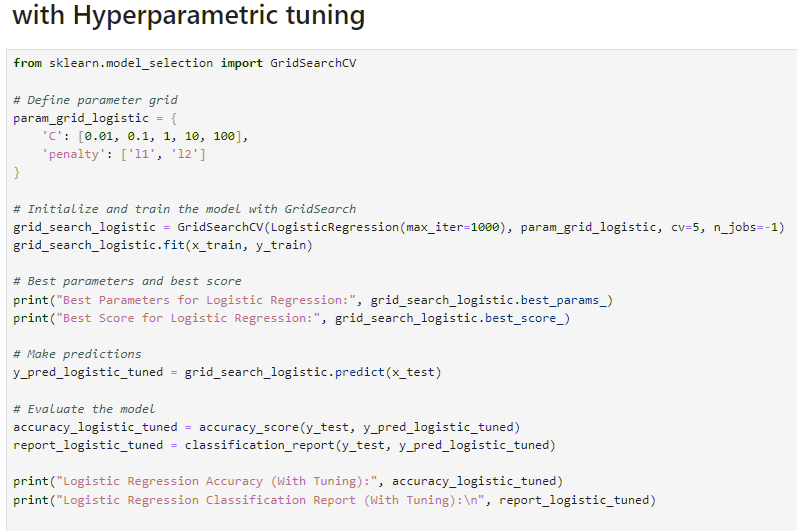 with Hyperparametric tuning
from sklearn.model_selection import GridSearchCV
# Define parameter grid
param_grid_logistic = {
    'C': [0.01, 0.1, 1, 10, 100],
    'penalty': ['l1', 'l2']
}
# Initialize and train the model with GridSearch
grid_search_logistic = GridSearchCV(LogisticRegression(max_iter=1000), param_grid_logistic, cv=5, n_jobs=-1)
grid_search_logistic.fit(x_train, y_train)
# Best parameters and best score
print("Best Parameters for Logistic Regression:", grid_search_logistic.best_params_)
print("Best Score for Logistic Regression:", grid_search_logistic.best_score_)
# Make predictions
y_pred_logistic_tuned = grid_search_logistic.predict(x_test)
# Evaluate the model
accuracy_logistic_tuned = accuracy_score(y_test, y_pred_logistic_tuned)
report_logistic_tuned = classification_report(y_test, y_pred_logistic_tuned)
print("Logistic Regression Accuracy (With Tuning):", accuracy_logistic_tuned)
print("Logistic Regression Classification Report (With Tuning):\n", report_logistic_tuned)